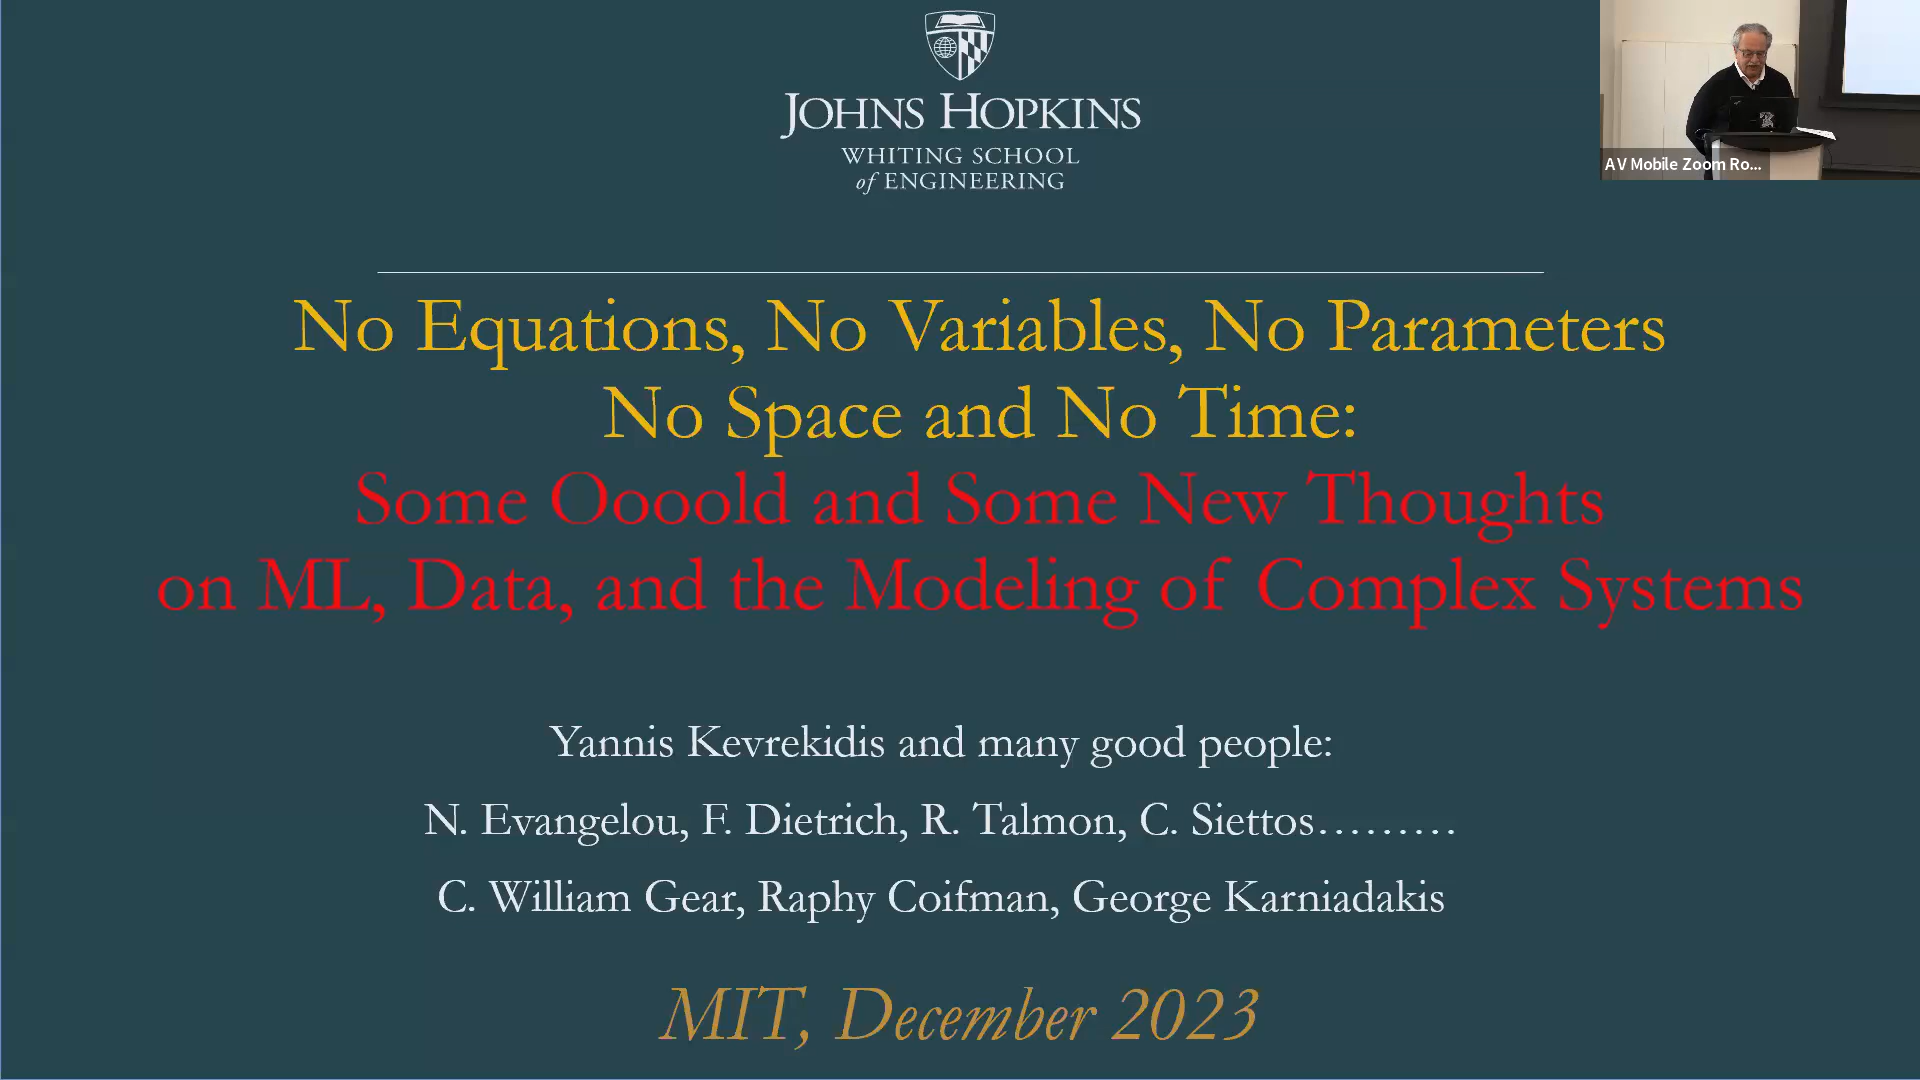 JOHNS HOPKINS
WHITING SCHOOL
of ENGINEERING
AV Mobile Zoom Ro...
No Equations, No Variables, No Parameters
No Space and No Time:
Some Oooold and Some New Thoughts
on ML, Data, and the Modeling of Complex Systems
Yannis Kevrekidis and many good people:
N. Evangelou, F. Dietrich, R. Talmon, C. Siettos.........
C. William Gear, Raphy Coifman, George Karniadakis
MIT, December 2023